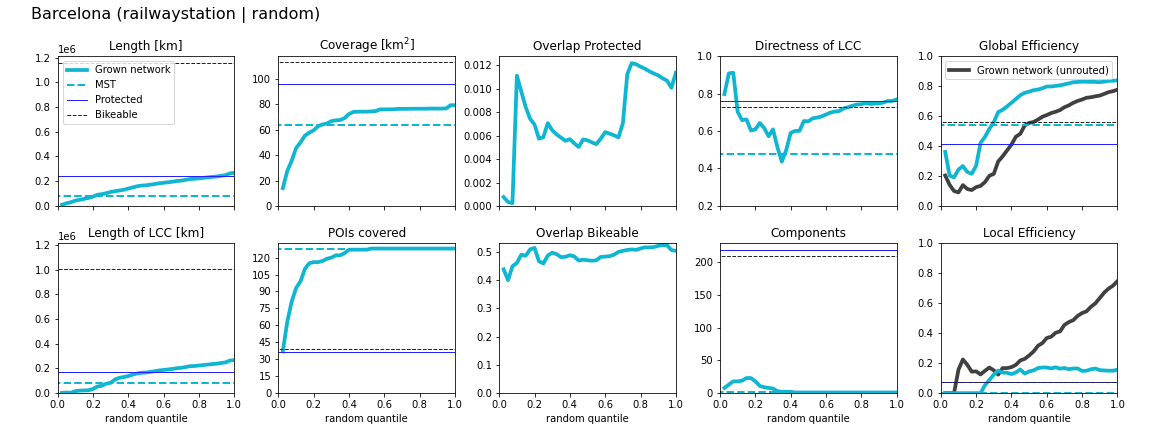 Barcelona (railwaystation | random)
Length [km]
1e6
1.2
1.0
0.8
0.6
0.4
0.2
0.0
Grown network
MST
Protected
Bikeable
Coverage [km²]
100
80
60
40
20
0
Overlap Protected
0.012
0.010
0.008
0.006
0.004
0.002
0.000
Directness of LCC
1.0
0.8
0.6
0.4
0.2
Global Efficiency
1.0
0.8
0.6
0.4
0.2
0.0
Grown network (unrouted)
Length of LCC [km]
1e6
1.2
1.0
0.8
0.6
0.4
0.2
0.0
0.0 0.2 0.4 0.6 0.8 1.0
random quantile
POIs covered
120
105
90
75
60
45
30
15
0.0 0.2 0.4 0.6 0.8 1.0
random quantile
Overlap Bikeable
0.5
0.4
0.3
0.2
0.1
0.0
0.0 0.2 0.4 0.6 0.8 1.0
random quantile
Components
200
150
100
50
0
0.0 0.2 0.4 0.6 0.8 1.0
random quantile
Local Efficiency
1.0
0.8
0.6
0.4
0.2
0.0
0.0 0.2 0.4 0.6 0.8 1.0
random quantile